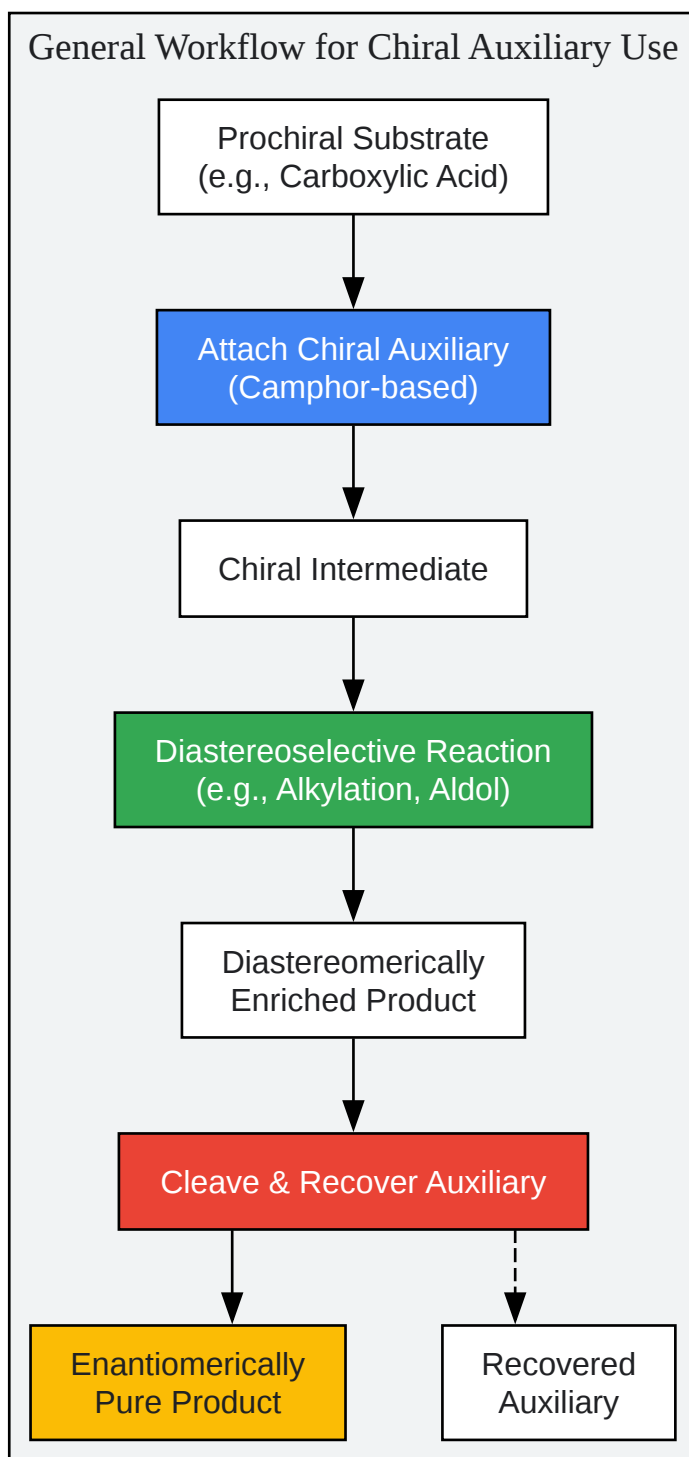 General Workflow for Chiral Auxiliary Use
Prochiral Substrate
(e.g., Carboxylic Acid)
Attach Chiral Auxiliary
(Camphor-based)
Chiral Intermediate
Diastereoselective Reaction
(e.g., Alkylation, Aldol)
Diastereomerically
Enriched Product
Cleave & Recover Auxiliary
Enantiomerically
Pure Product
Recovered
Auxiliary